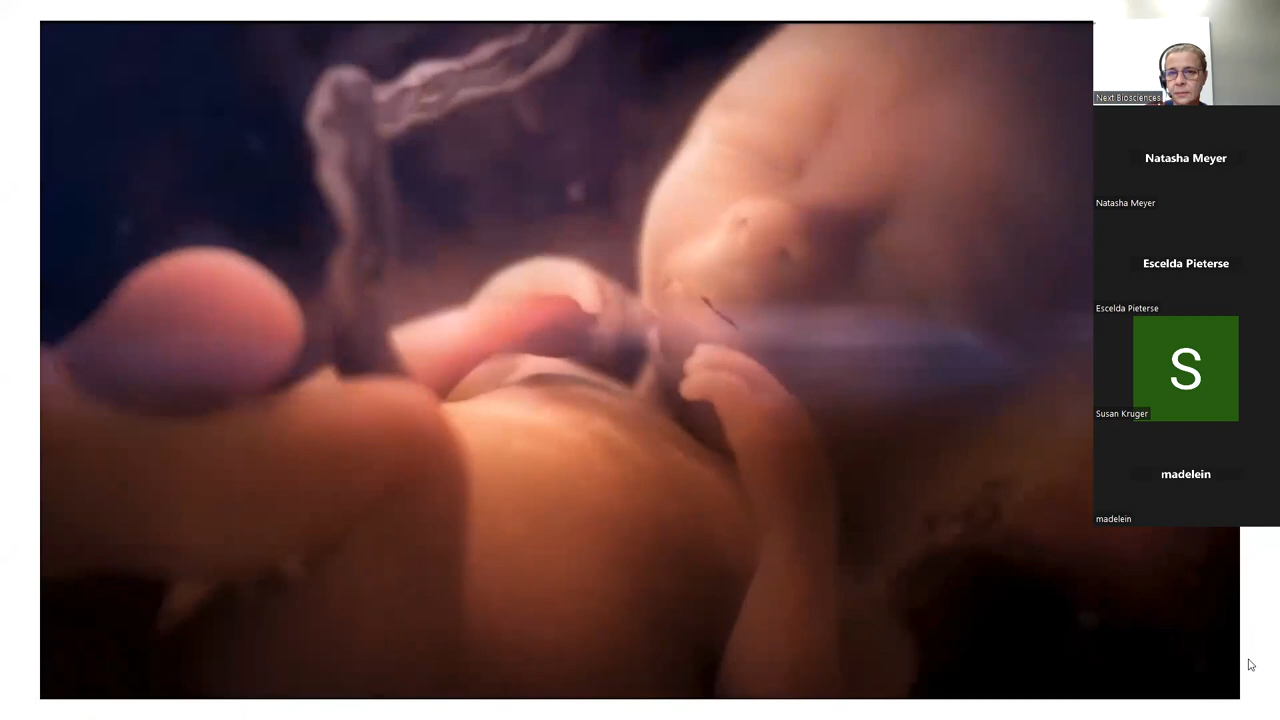 Next Biosciences
Natasha Meyer
Natasha Meyer
Escelda Pieterse
Escelda Pieterse
S
Susan Kruger
madelein
madelein